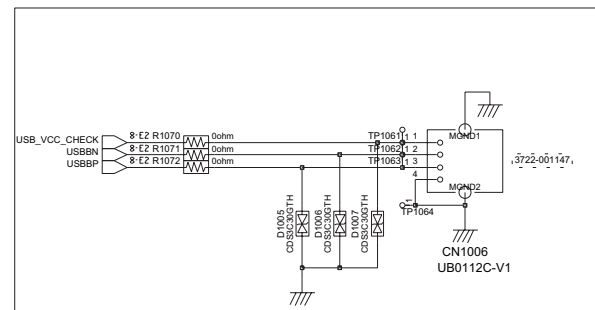 USB_VCC_CHECK 8-E2 R1070 0ohm
USBBN 8-E2 R1071 0ohm
USBBP 8-E2 R1072 0ohm
TP1061 1 1
TP1062 1 2
TP1063 1 3
4
TP1064 1
MGND1
MGND2
3722-001147
D1005
CDS3C30GTH
D1006
CDS3C30GTH
D1007
CDS3C30GTH
CN1006
UB0112C-V1